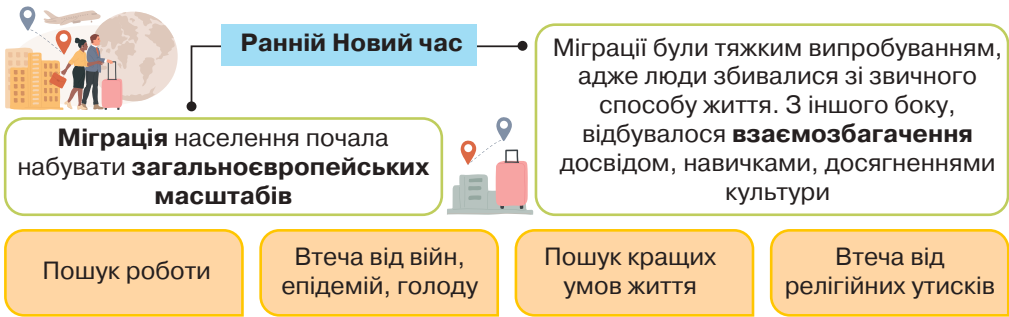 Ранній Новий час
Міграція населення почала
набувати загальноєвропейських
масштабів
Міграції були тяжким випробуванням,
адже люди збивалися зі звичного
способу життя. З іншого боку,
відбувалося взаємозбагачення
досвідом, навичками, досягненнями
культури
Пошук роботи
Втеча від війн,
епідемій, голоду
Пошук кращих
умов життя
Втеча від
релігійних утисків